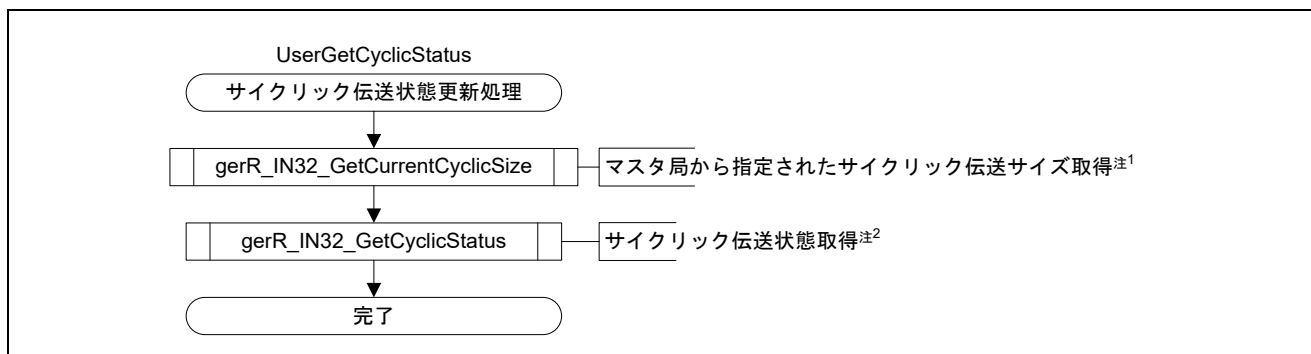 UserGetCyclicStatus
サイクリック伝送状態更新処理
gerR_IN32_GetCurrentCyclicSize
マスタ局から指定されたサイクリック伝送サイズ取得注1
gerR_IN32_GetCyclicStatus
サイクリック伝送状態取得注2
完了